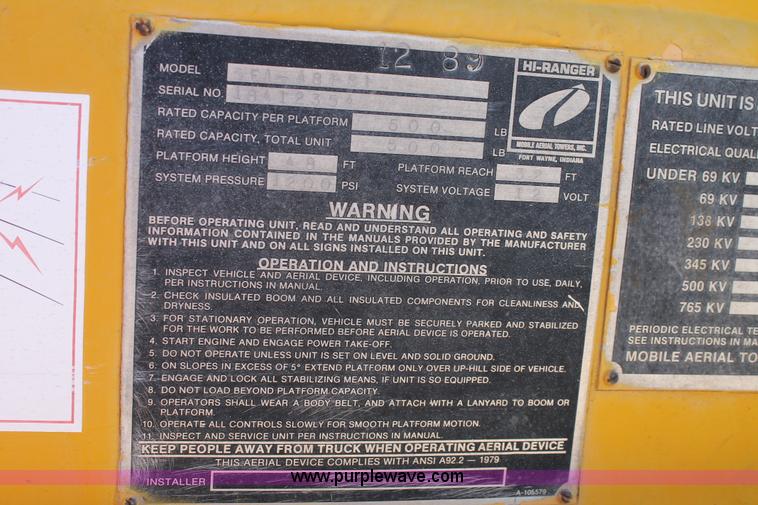 12 89
HI-RANGER
MOBILE AERIAL TOWERS, INC.
FORT WAYNE, INDIANA
MODEL
SERIAL NO.
RATED CAPACITY PER PLATFORM 500 LB
RATED CAPACITY, TOTAL UNIT 500 LB
PLATFORM HEIGHT 48 FT PLATFORM REACH FT
SYSTEM PRESSURE PSI SYSTEM VOLTAGE 12 VOLT
WARNING
BEFORE OPERATING UNIT, READ AND UNDERSTAND ALL OPERATING AND SAFETY
INFORMATION CONTAINED IN THE MANUALS PROVIDED BY THE MANUFACTURER
WITH THIS UNIT AND ON ALL SIGNS INSTALLED ON THIS UNIT.
OPERATION AND INSTRUCTIONS
1. INSPECT VEHICLE AND AERIAL DEVICE, INCLUDING OPERATION, PRIOR TO USE, DAILY,
PER INSTRUCTIONS IN MANUAL.
2. CHECK INSULATED BOOM AND ALL INSULATED COMPONENTS FOR CLEANLINESS AND
DRYNESS.
3. FOR STATIONARY OPERATION, VEHICLE MUST BE SECURELY PARKED AND STABILIZED
FOR THE WORK TO BE PERFORMED BEFORE AERIAL DEVICE IS OPERATED.
4. START ENGINE AND ENGAGE POWER TAKE-OFF.
5. DO NOT OPERATE UNLESS UNIT IS SET ON LEVEL AND SOLID GROUND.
6. ON SLOPES IN EXCESS OF 5° EXTEND PLATFORM ONLY OVER UP-HILL SIDE OF VEHICLE.
7. ENGAGE AND LOCK ALL STABILIZING MEANS, IF UNIT IS SO EQUIPPED.
8. DO NOT LOAD BEYOND PLATFORM CAPACITY.
9. OPERATORS SHALL WEAR A BODY BELT, AND ATTACH WITH A LANYARD TO BOOM OR
PLATFORM.
10. OPERATE ALL CONTROLS SLOWLY FOR SMOOTH PLATFORM MOTION.
11. INSPECT AND SERVICE UNIT PER INSTRUCTIONS IN MANUAL.
KEEP PEOPLE AWAY FROM TRUCK WHEN OPERATING AERIAL DEVICE
THIS AERIAL DEVICE COMPLIES WITH ANSI A92.2 – 1979
INSTALLER
A-105579
www.purplewave.com
THIS UNIT IS
RATED LINE VOLT
ELECTRICAL QUAL
UNDER 69 KV
69 KV
138 KV
230 KV
345 KV
500 KV
765 KV
PERIODIC ELECTRICAL TE
SEE INSTRUCTIONS IN MA
MOBILE AERIAL TO